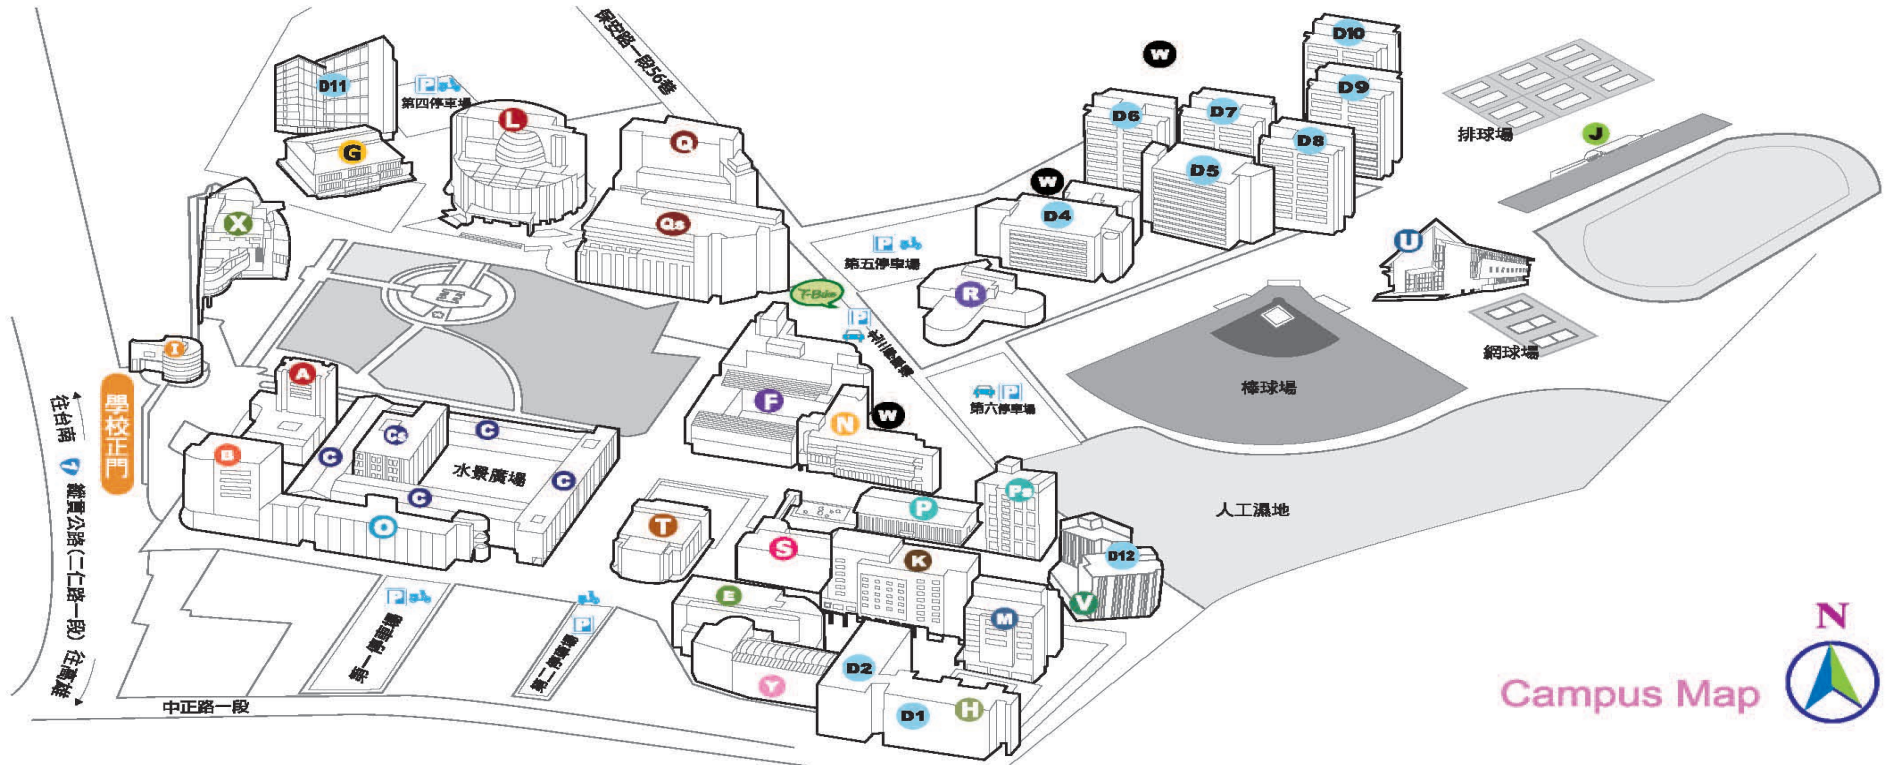 保安路一段56巷
D10
W
D11
P
第四停車場
D9
L
D6
D7
J
排球場
Q
D8
G
D5
W
X
Qs
D4
U
P
第五停車場
R
T-Bike
P
I
網球場
A
棒球場
P
第六停車場
學校正門
往台南
1
縱貫公路(二仁路一段)
往高雄
F
W
N
C
Cs
B
C
水景廣場
C
C
Ps
P
人工濕地
O
T
S
K
D12
E
P
第一停車場
P
第二停車場
V
M
D2
Y
H
D1
中正路一段
N
Campus Map